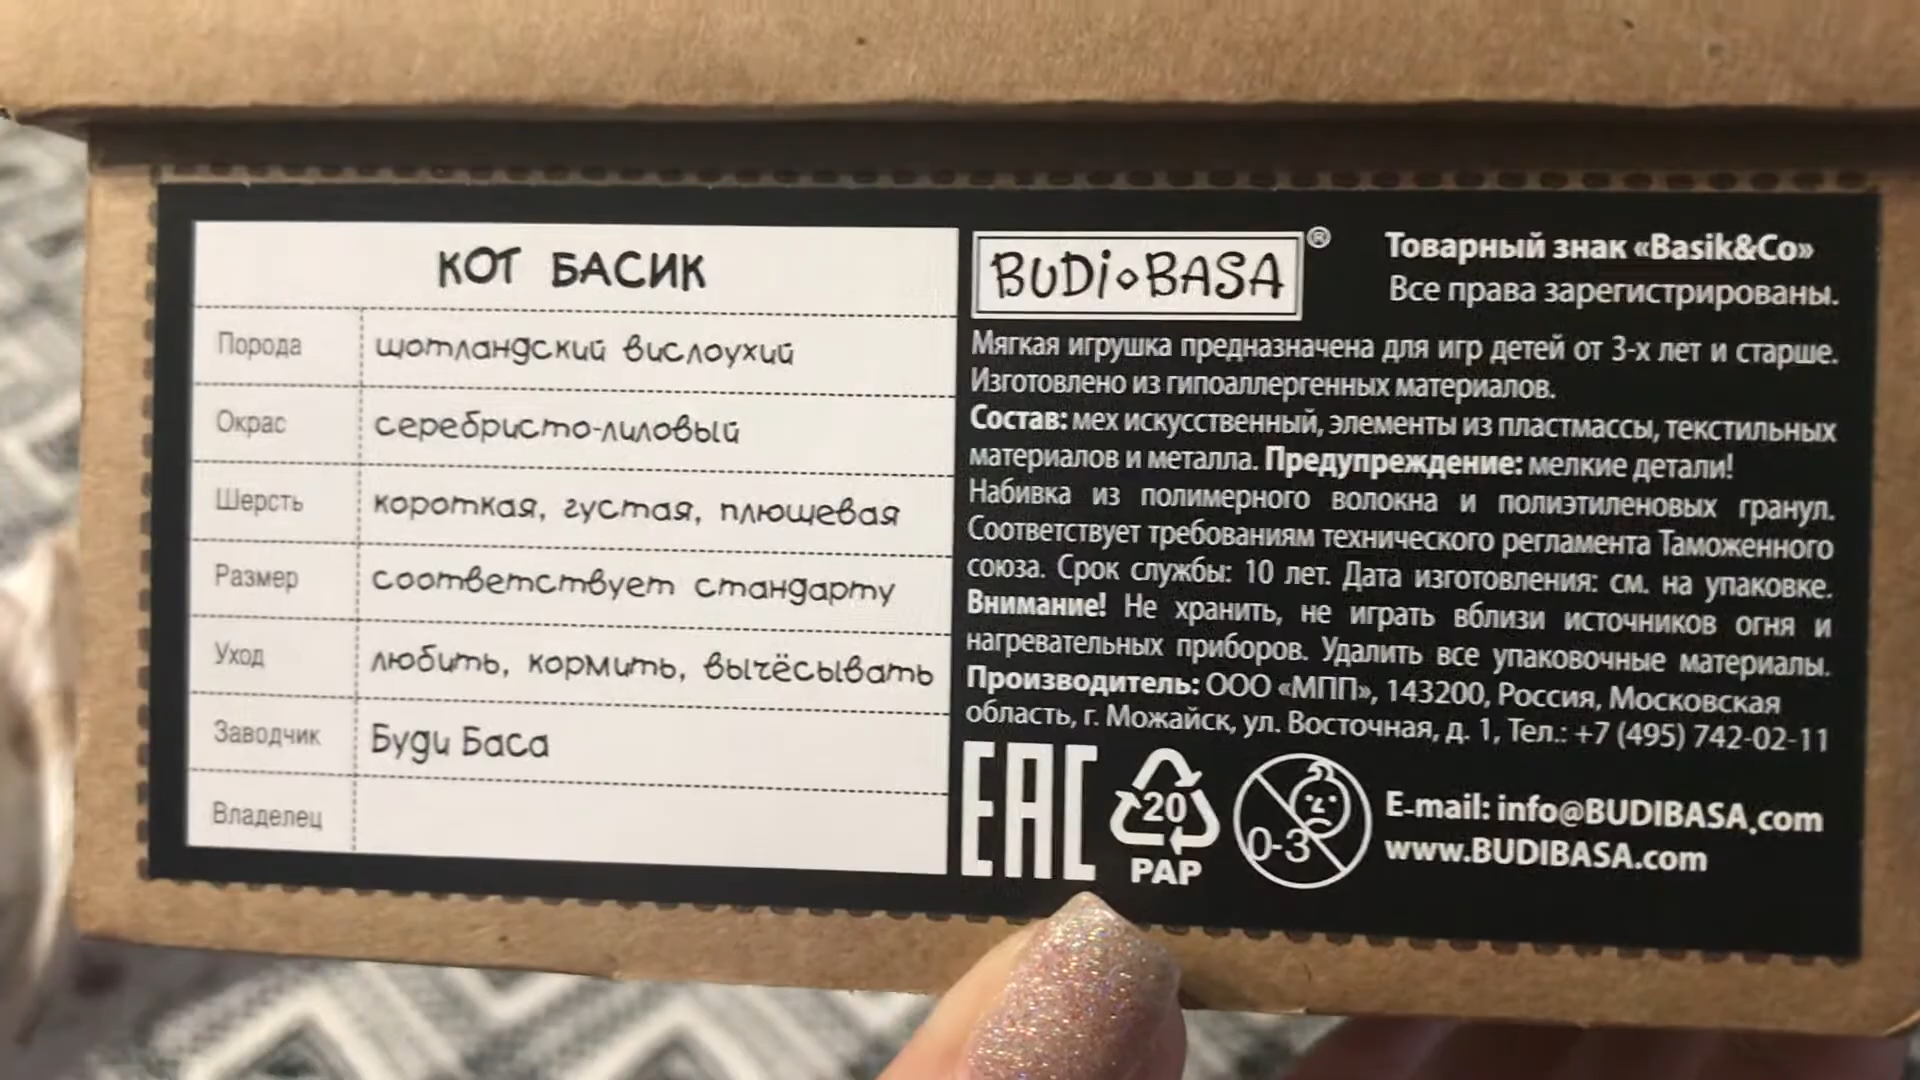 КОТ БАСИК
Порода шотландский вислоухий
Окрас серебристо-лиловый
Шерсть короткая, густая, плюшевая
Размер соответствует стандарту
Уход любить, кормить, вычёсывать
Заводчик Буди Баса
Владелец
BUDi BASA ®
Товарный знак «Basik&Co»
Все права зарегистрированы.
Мягкая игрушка предназначена для игр детей от 3-х лет и старше.
Изготовлено из гипоаллергенных материалов.
Состав: мех искусственный, элементы из пластмассы, текстильных
материалов и металла. Предупреждение: мелкие детали!
Набивка из полимерного волокна и полиэтиленовых гранул.
Соответствует требованиям технического регламента Таможенного
союза. Срок службы: 10 лет. Дата изготовления: см. на упаковке.
Внимание! Не хранить, не играть вблизи источников огня и
нагревательных приборов. Удалить все упаковочные материалы.
Производитель: ООО «МПП», 143200, Россия, Московская
область, г. Можайск, ул. Восточная, д. 1, Тел.: +7 (495) 742-02-11
EAC
20
PAP
0-3
E-mail: info@BUDIBASA.com
www.BUDIBASA.com